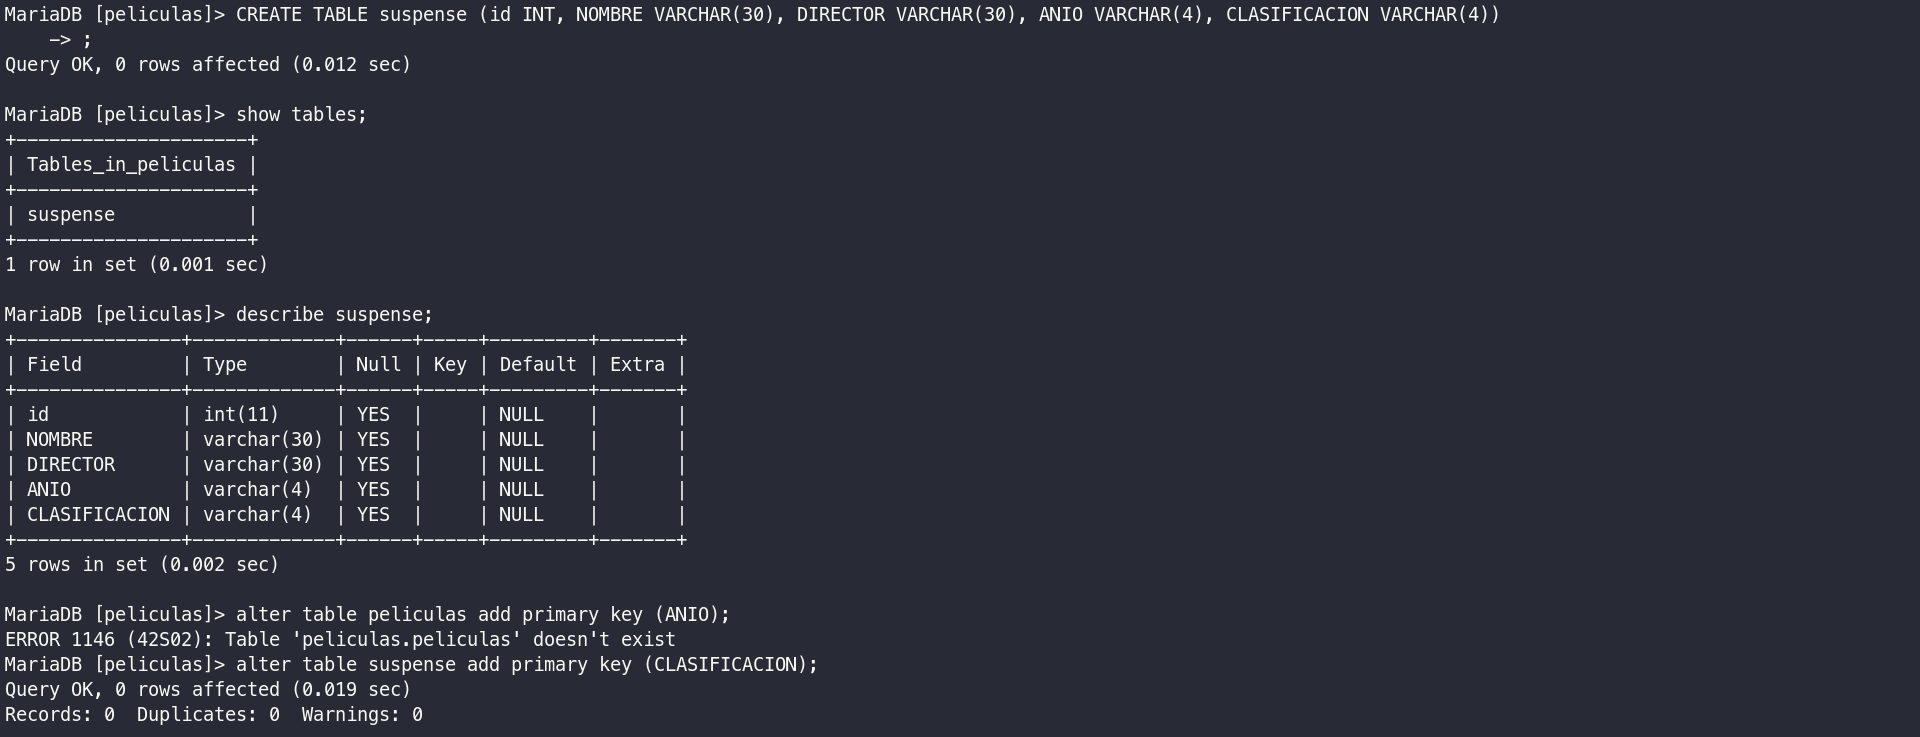 MariaDB [peliculas]> CREATE TABLE suspense (id INT, NOMBRE VARCHAR(30), DIRECTOR VARCHAR(30), ANIO VARCHAR(4), CLASIFICACION VARCHAR(4))
    -> ;
Query OK, 0 rows affected (0.012 sec)

MariaDB [peliculas]> show tables;
+---------------------+
| Tables_in_peliculas |
+---------------------+
| suspense            |
+---------------------+
1 row in set (0.001 sec)

MariaDB [peliculas]> describe suspense;
+---------------+-------------+------+-----+---------+-------+
| Field         | Type        | Null | Key | Default | Extra |
+---------------+-------------+------+-----+---------+-------+
| id            | int(11)     | YES  |     | NULL    |       |
| NOMBRE        | varchar(30) | YES  |     | NULL    |       |
| DIRECTOR      | varchar(30) | YES  |     | NULL    |       |
| ANIO          | varchar(4)  | YES  |     | NULL    |       |
| CLASIFICACION | varchar(4)  | YES  |     | NULL    |       |
+---------------+-------------+------+-----+---------+-------+
5 rows in set (0.002 sec)

MariaDB [peliculas]> alter table peliculas add primary key (ANIO);
ERROR 1146 (42S02): Table 'peliculas.peliculas' doesn't exist
MariaDB [peliculas]> alter table suspense add primary key (CLASIFICACION);
Query OK, 0 rows affected (0.019 sec)
Records: 0  Duplicates: 0  Warnings: 0